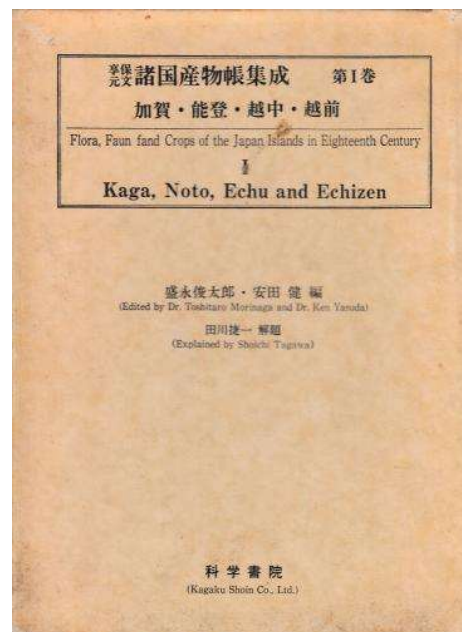 享保元文諸国産物帳集成 第I巻
加賀・能登・越中・越前
Flora, Faun fand Crops of the Japan Islands in Eighteenth Century
I
Kaga, Noto, Echu and Echizen
盛永俊太郎・安田 健 編
(Edited by Dr. Toshitaro Morinaga and Dr. Ken Yasuda)
田川捷一 解題
(Explained by Shoichi Tagawa)
科学書院
(Kagaku Shoin Co., Ltd.)